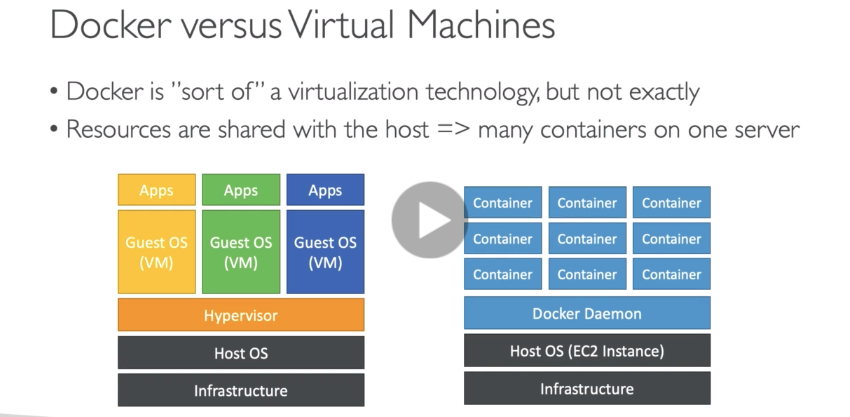 Docker versus Virtual Machines
• Docker is ”sort of” a virtualization technology, but not exactly
• Resources are shared with the host => many containers on one server
Apps
Apps
Apps
Guest OS
(VM)
Guest OS
(VM)
Guest OS
(VM)
Hypervisor
Host OS
Infrastructure
Container
Container
Container
Container
Container
Container
Container
Container
Container
Docker Daemon
Host OS (EC2 Instance)
Infrastructure